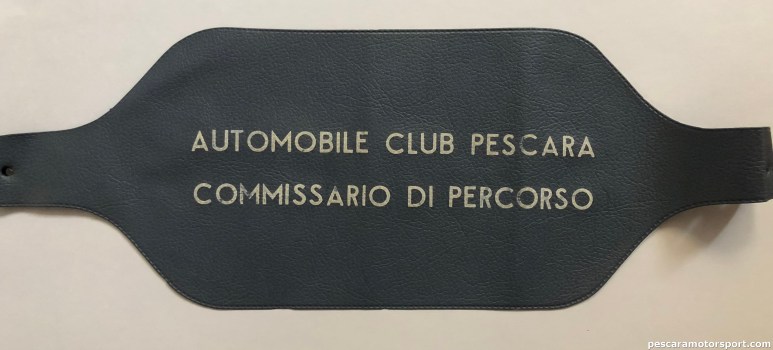 AUTOMOBILE CLUB PESCARA
COMMISSARIO DI PERCORSO
pescaramotorsport.com